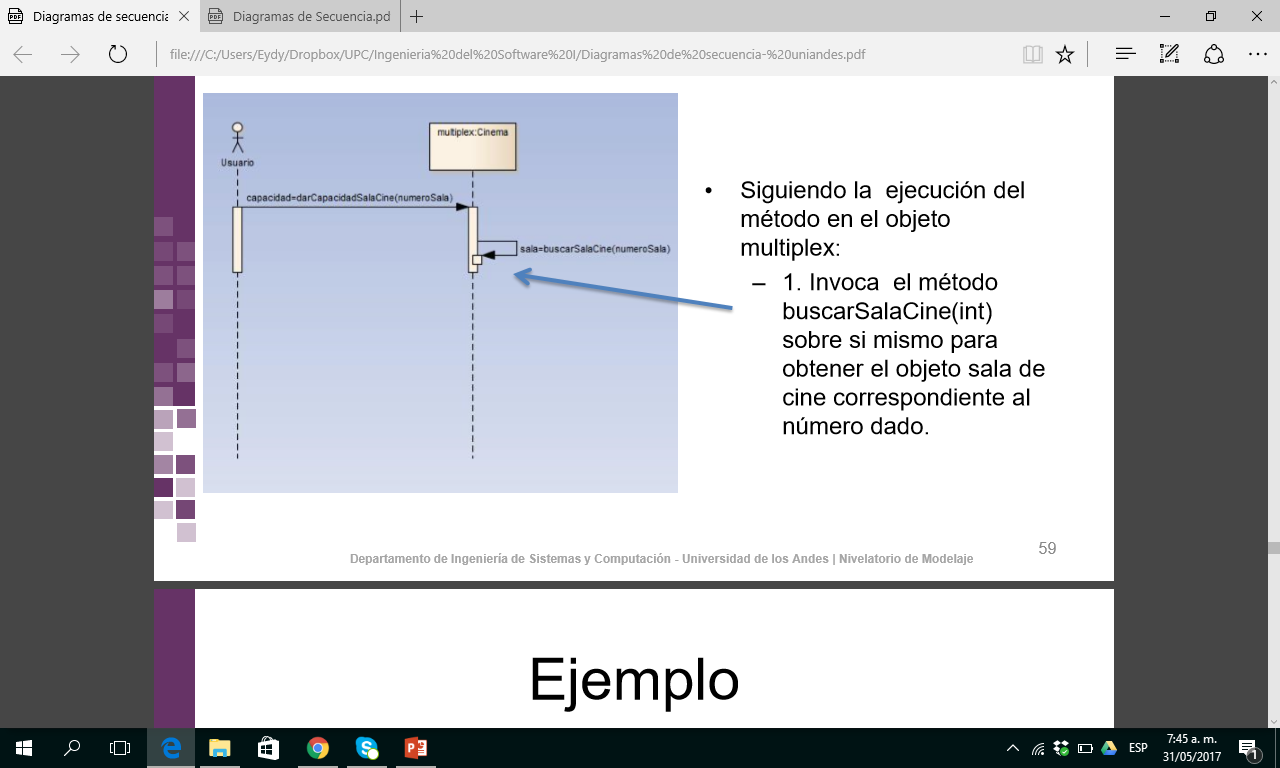 Diagramas de secuencia
Diagramas de Secuencia.pd
file:///C:/Users/Eydy/Dropbox/UPC/Ingenieria%20del%20Software%20I/Diagramas%20de%20secuencia-%20uniandes.pdf
Usuario
multiplex:Cinema
capacidad=darCapacidadSalaCine(numeroSala)
sala=buscarSalaCine(numeroSala)
• Siguiendo la ejecución del
método en el objeto
multiplex:
– 1. Invoca el método
buscarSalaCine(int)
sobre si mismo para
obtener el objeto sala de
cine correspondiente al
número dado.
Departamento de Ingeniería de Sistemas y Computación - Universidad de los Andes | Nivelatorio de Modelaje
59
Ejemplo
ESP
7:45 a. m.
31/05/2017
1